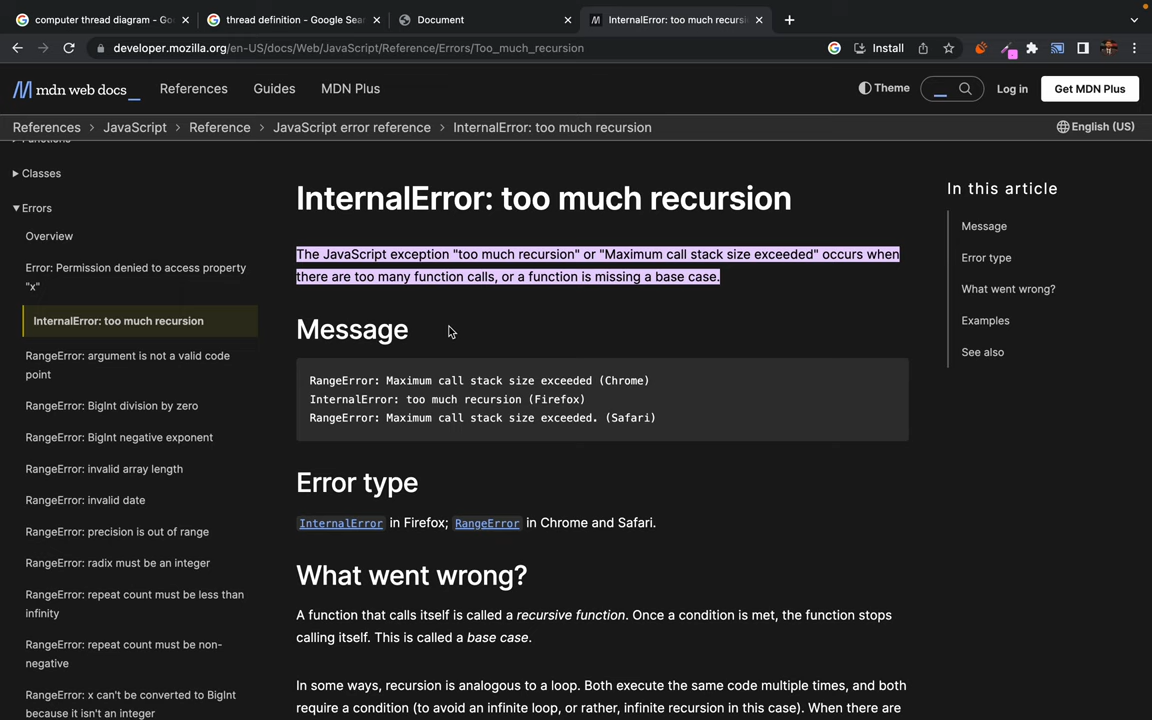 computer thread diagram - Go
thread definition - Google Sea
Document
InternalError: too much recursi
developer.mozilla.org/en-US/docs/Web/JavaScript/Reference/Errors/Too_much_recursion
Install
mdn web docs_
References
Guides
MDN Plus
Theme
Log in
Get MDN Plus
References > JavaScript > Reference > JavaScript error reference > InternalError: too much recursion
English (US)
Functions
Classes
Errors
Overview
Error: Permission denied to access property
"x"
InternalError: too much recursion
RangeError: argument is not a valid code
point
RangeError: BigInt division by zero
RangeError: BigInt negative exponent
RangeError: invalid array length
RangeError: invalid date
RangeError: precision is out of range
RangeError: radix must be an integer
RangeError: repeat count must be less than
infinity
RangeError: repeat count must be non-
negative
RangeError: x can't be converted to BigInt
because it isn't an integer
InternalError: too much recursion
The JavaScript exception "too much recursion" or "Maximum call stack size exceeded" occurs when
there are too many function calls, or a function is missing a base case.
Message
RangeError: Maximum call stack size exceeded (Chrome)
InternalError: too much recursion (Firefox)
RangeError: Maximum call stack size exceeded. (Safari)
Error type
InternalError in Firefox; RangeError in Chrome and Safari.
What went wrong?
A function that calls itself is called a recursive function. Once a condition is met, the function stops
calling itself. This is called a base case.
In some ways, recursion is analogous to a loop. Both execute the same code multiple times, and both
require a condition (to avoid an infinite loop, or rather, infinite recursion in this case). When there are
In this article
Message
Error type
What went wrong?
Examples
See also